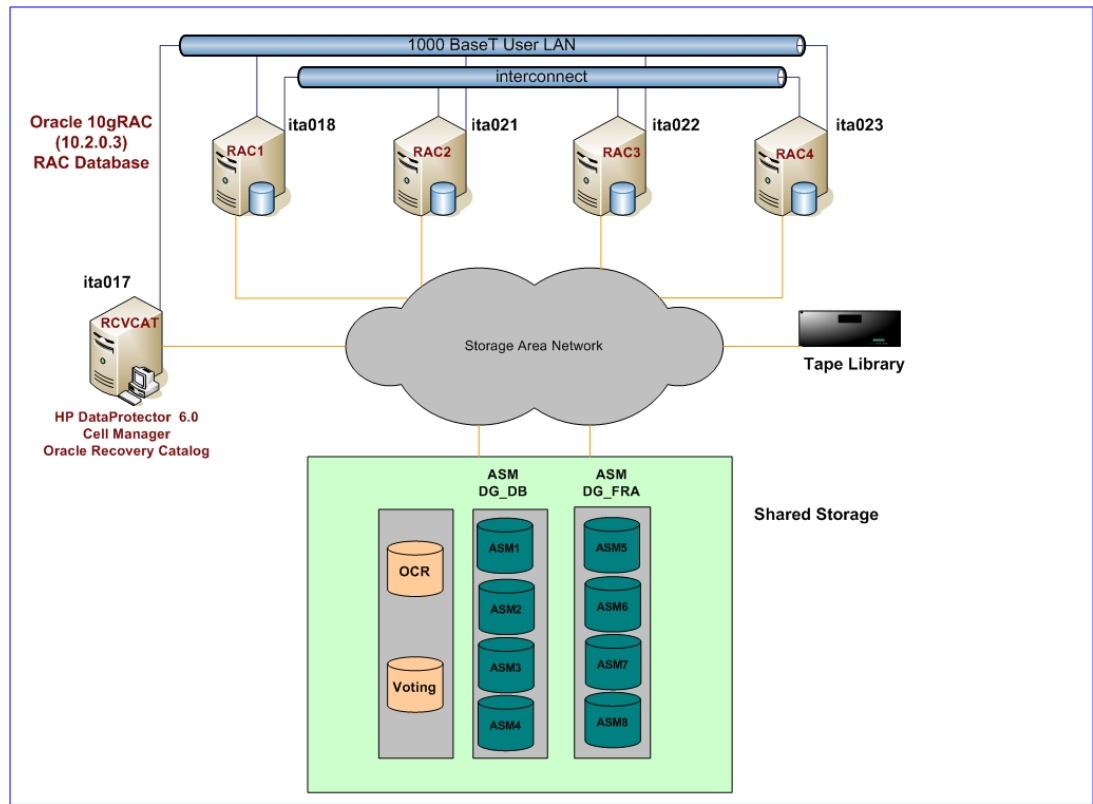 1000 BaseT User LAN
interconnect
Oracle 10gRAC
(10.2.0.3)
RAC Database
ita018
ita021
ita022
ita023
RAC1
RAC2
RAC3
RAC4
ita017
RCVCAT
HP DataProtector 6.0
Cell Manager
Oracle Recovery Catalog
Storage Area Network
Tape Library
ASM
DG_DB
ASM
DG_FRA
Shared Storage
OCR
Voting
ASM1
ASM2
ASM3
ASM4
ASM5
ASM6
ASM7
ASM8